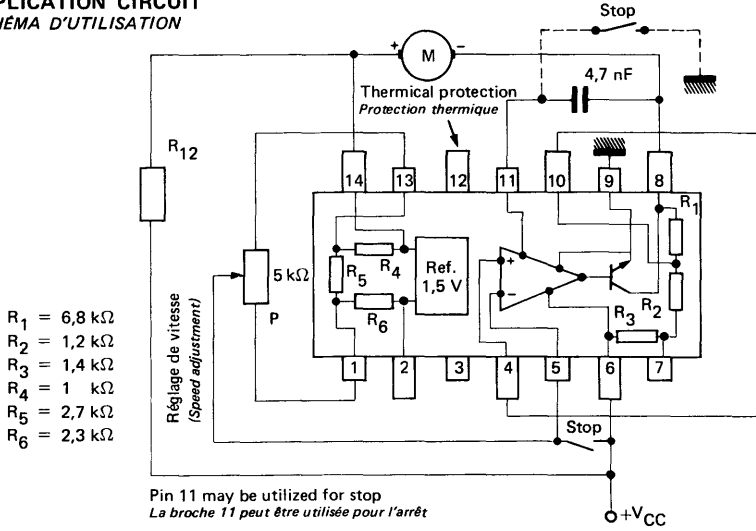 PLICATION CIRCUIT
HÉMA D'UTILISATION
Stop
+ M −
4,7 nF
Thermical protection
Protection thermique
R12
14 13 12 11 10 9 8
R1
R4
R5
Ref.
1,5 V
+
−
5 kΩ
P
R6
R3
R2
R1 = 6,8 kΩ
R2 = 1,2 kΩ
R3 = 1,4 kΩ
R4 = 1 kΩ
R5 = 2,7 kΩ
R6 = 2,3 kΩ
Réglage de vitesse
(Speed adjustment)
1 2 3 4 5 6 7
Stop
Pin 11 may be utilized for stop
La broche 11 peut être utilisée pour l'arrêt
+VCC